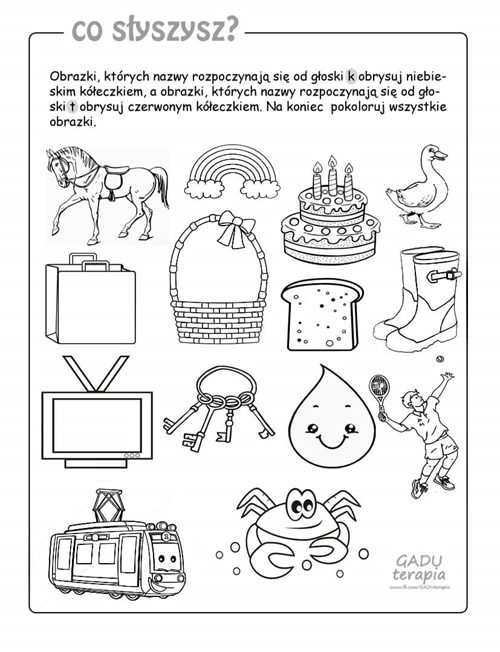 co słyszysz?
Obrazki, których nazwy rozpoczynają się od głoski k obrysuj niebie-
skim kółeczkiem, a obrazki, których nazwy rozpoczynają się od gło-
ski t obrysuj czerwonym kółeczkiem. Na koniec pokoloruj wszystkie
obrazki.
GADU
terapia